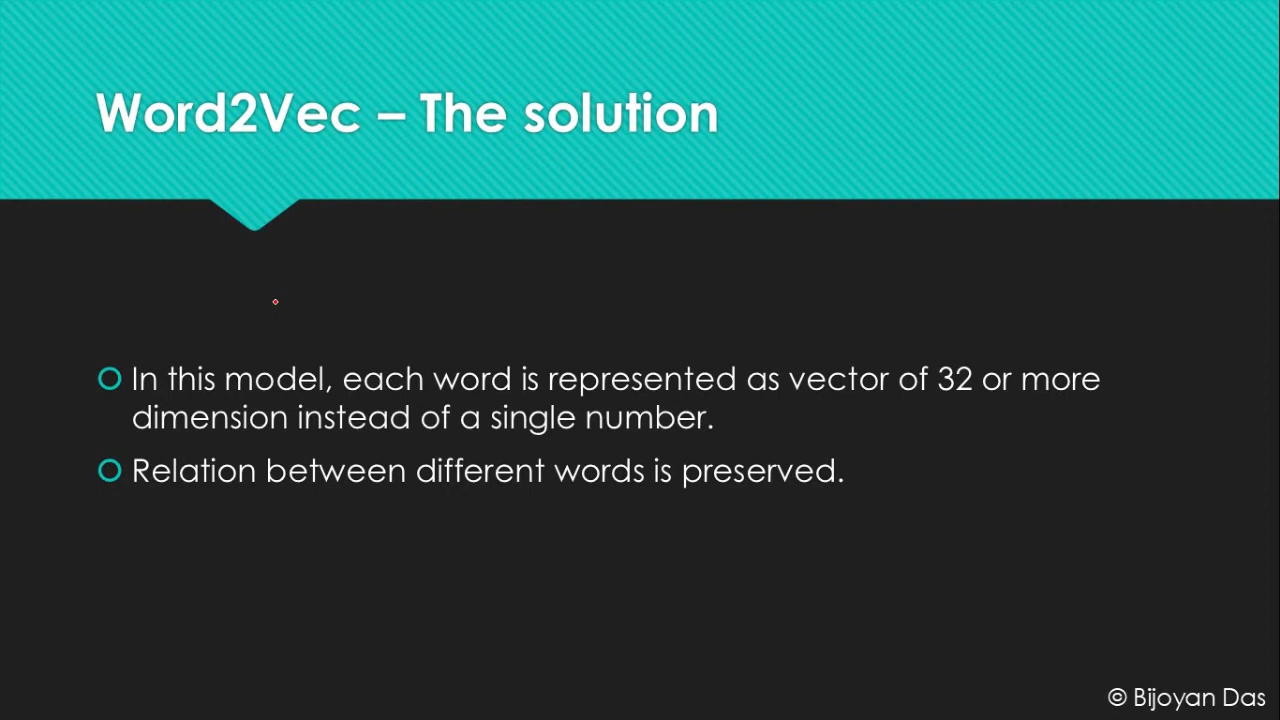 Word2Vec – The solution
In this model, each word is represented as vector of 32 or more
dimension instead of a single number.
Relation between different words is preserved.
© Bijoyan Das